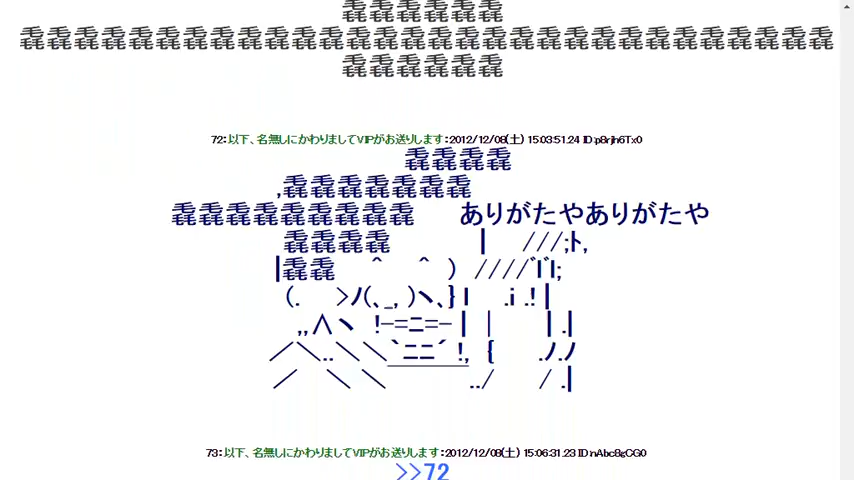 毳毳毳毳毳毳
毳毳毳毳毳毳毳毳毳毳毳毳毳毳毳毳毳毳毳毳毳毳毳毳毳毳毳毳毳毳
毳毳毳毳毳毳
72：以下、名無しにかわりましてVIPがお送りします：2012/12/08(土) 15:03:51.24 ID:p8rjh6Tx0
毳毳毳毳
,毳毳毳毳毳毳毳
毳毳毳毳毳毳毳毳毳 ありがたやありがたや
毳毳毳毳 | ///;ト,
|毳毳 ＾ ＾ ) ////ﾞl゙l;
(. >ﾉ(､_, )ヽ､} l .i .! |
,,∧ヽ !-=ニ=- | │ | .|
／＼..＼＼｀ニニ´ !, { .ﾉ.ﾉ
／ ＼ ＼ ../ / .|
73：以下、名無しにかわりましてVIPがお送りします：2012/12/08(土) 15:06:31.23 ID:nAbc8gCG0
>>72